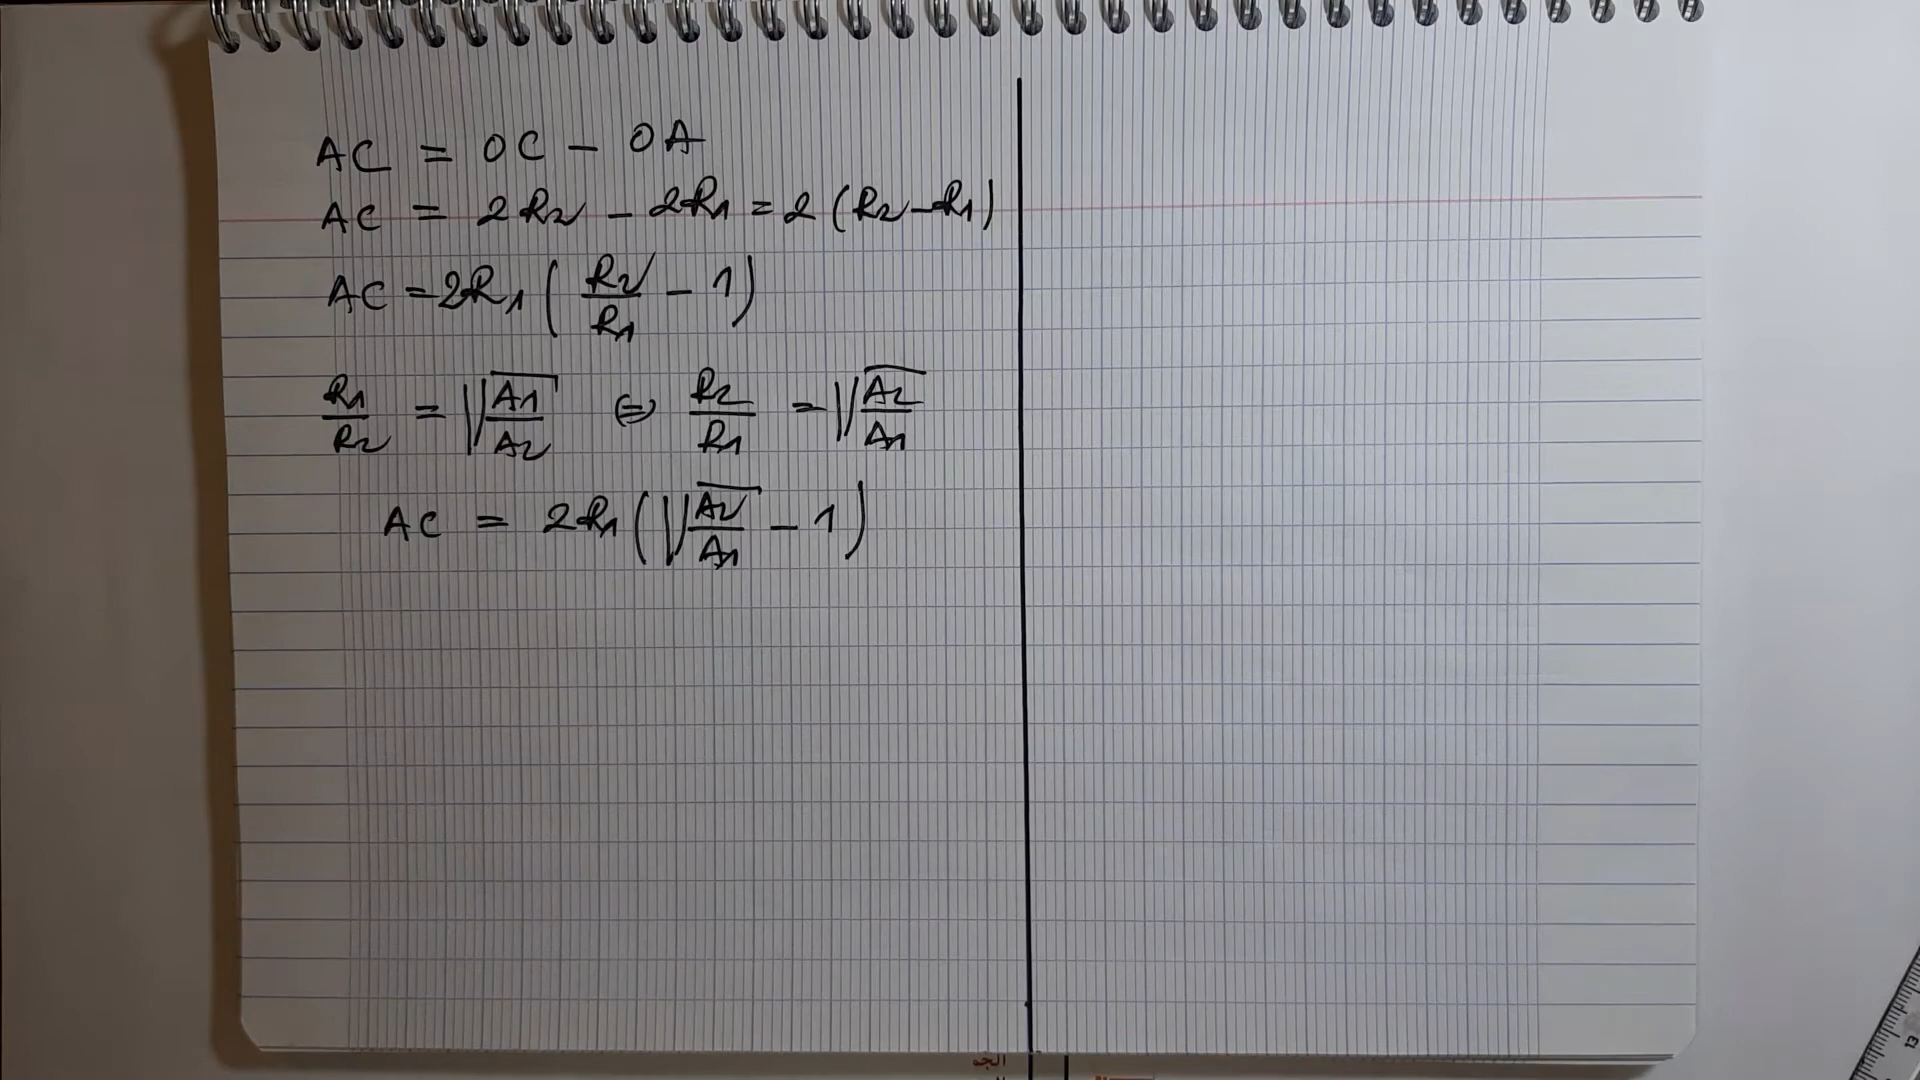 AC = OC - OA
AC = 2R2 - 2R1 = 2 (R2-R1)
AC = 2R1 ( R2/R1 - 1 )
R1/R2 = √(A1/A2) ⇔ R2/R1 = √(A2/A1)
AC = 2R1 ( √(A2/A1) - 1 )
13